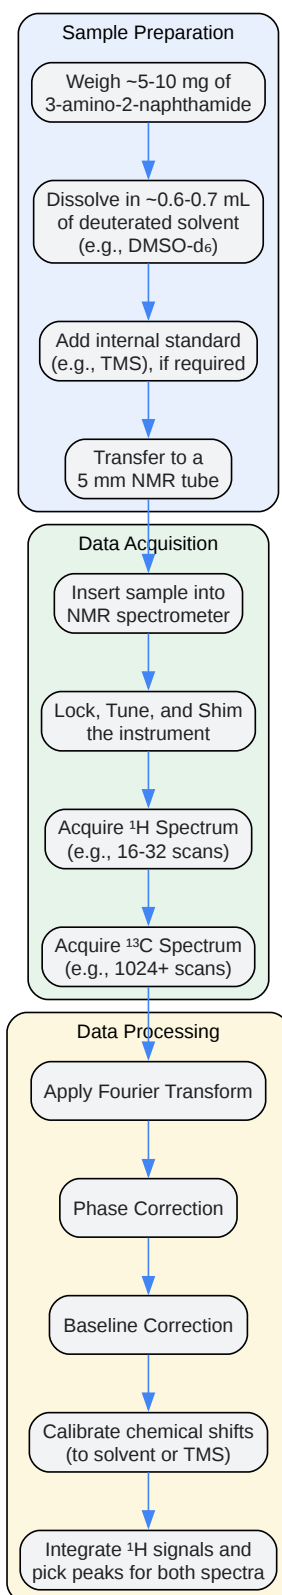 Sample Preparation
Weigh ~5-10 mg of
3-amino-2-naphthamide
Dissolve in ~0.6-0.7 mL
of deuterated solvent
(e.g., DMSO-d₆)
Add internal standard
(e.g., TMS), if required
Transfer to a
5 mm NMR tube
Data Acquisition
Insert sample into
NMR spectrometer
Lock, Tune, and Shim
the instrument
Acquire ¹H Spectrum
(e.g., 16-32 scans)
Acquire ¹³C Spectrum
(e.g., 1024+ scans)
Data Processing
Apply Fourier Transform
Phase Correction
Baseline Correction
Calibrate chemical shifts
(to solvent or TMS)
Integrate ¹H signals and
pick peaks for both spectra